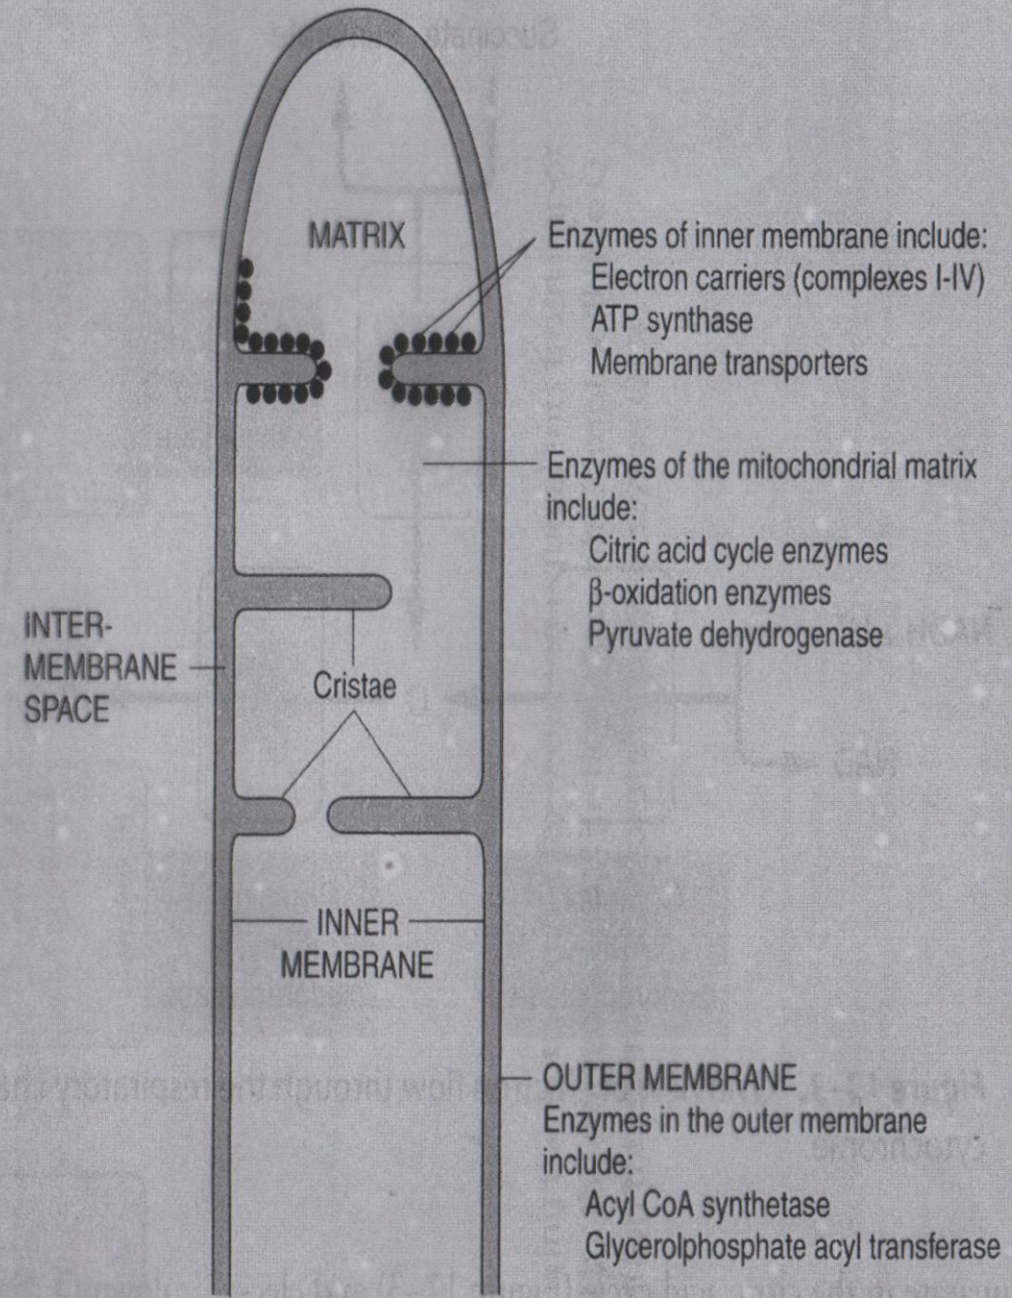 MATRIX
Enzymes of inner membrane include:
Electron carriers (complexes I-IV)
ATP synthase
Membrane transporters
Enzymes of the mitochondrial matrix
include:
Citric acid cycle enzymes
β-oxidation enzymes
Pyruvate dehydrogenase
INTER-
MEMBRANE
SPACE
Cristae
INNER
MEMBRANE
OUTER MEMBRANE
Enzymes in the outer membrane
include:
Acyl CoA synthetase
Glycerolphosphate acyl transferase